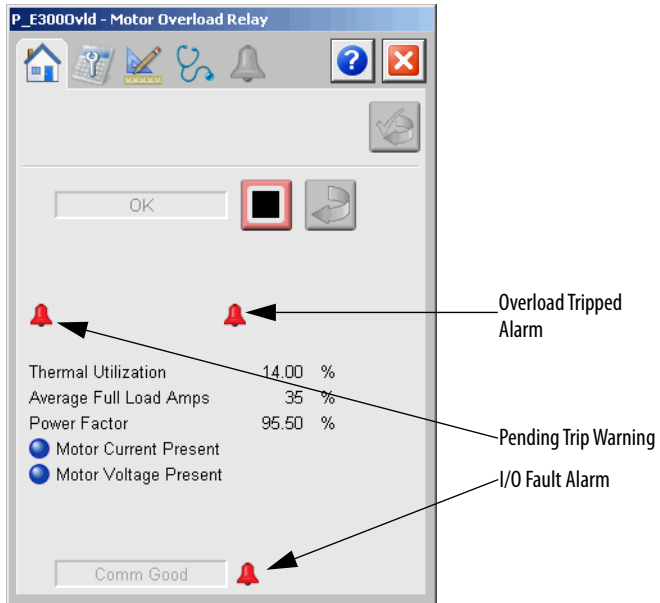 P_E300Ovld - Motor Overload Relay
?
OK
Overload Tripped
Alarm
Thermal Utilization 14.00 %
Average Full Load Amps 35 %
Power Factor 95.50 %
Motor Current Present
Motor Voltage Present
Pending Trip Warning
I/O Fault Alarm
Comm Good